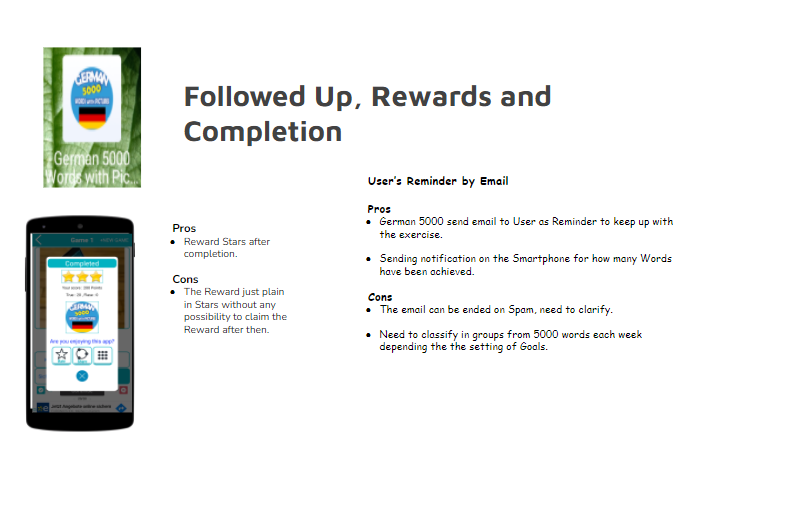 GERMAN
5000
WORDS with PICTURES
German 5000
Words with Pic...
Followed Up, Rewards and
Completion
User's Reminder by Email
Pros
German 5000 send email to User as Reminder to keep up with
the exercise.
Sending notification on the Smartphone for how many Words
have been achieved.
Cons
The email can be ended on Spam, need to clarify.
Need to classify in groups from 5000 words each week
depending the the setting of Goals.
Pros
Reward Stars after
completion.
Cons
The Reward just plain
in Stars without any
possibility to claim the
Reward after then.
Game 1
Completed
GERMAN
5000
Are you enjoying this app?